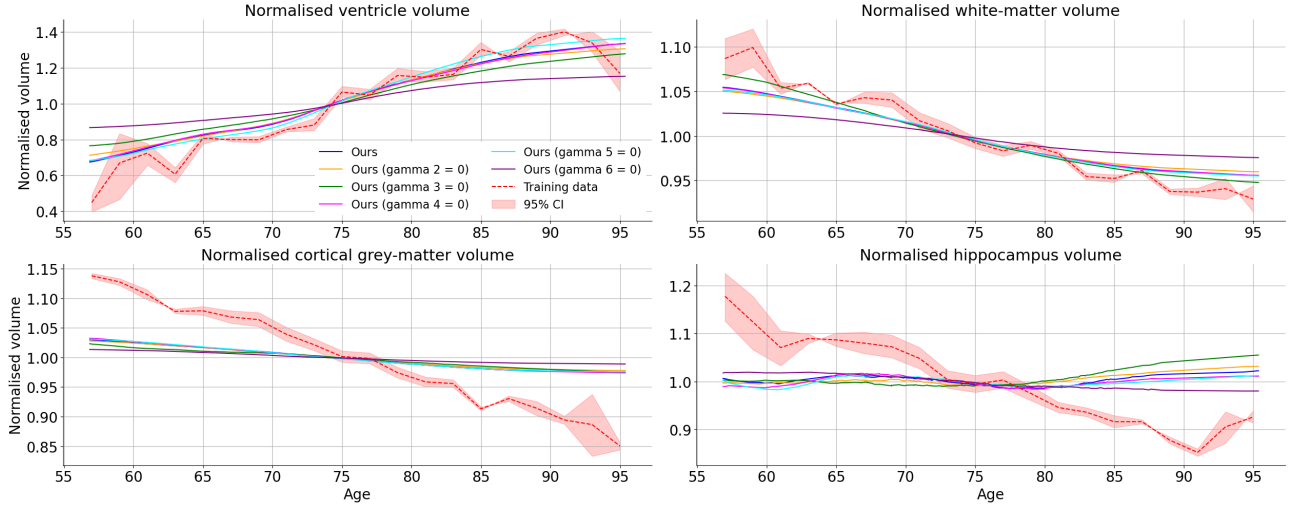 Normalised ventricle volume
Normalised volume
1.4
1.2
1.0
0.8
0.6
0.4
55 60 65 70 75 80 85 90 95
Ours
Ours (gamma 2 = 0)
Ours (gamma 3 = 0)
Ours (gamma 4 = 0)
Ours (gamma 5 = 0)
Ours (gamma 6 = 0)
Training data
95% CI
Normalised white-matter volume
1.10
1.05
1.00
0.95
55 60 65 70 75 80 85 90 95
Normalised cortical grey-matter volume
Normalised volume
1.15
1.10
1.05
1.00
0.95
0.90
0.85
55 60 65 70 75 80 85 90 95
Age
Normalised hippocampus volume
1.2
1.1
1.0
0.9
55 60 65 70 75 80 85 90 95
Age